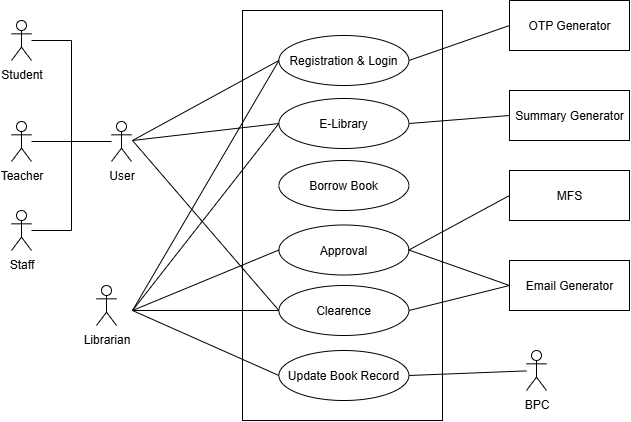 Student
Teacher
Staff
User
Librarian
Registration & Login
E-Library
Borrow Book
Approval
Clearence
Update Book Record
OTP Generator
Summary Generator
MFS
Email Generator
BPC